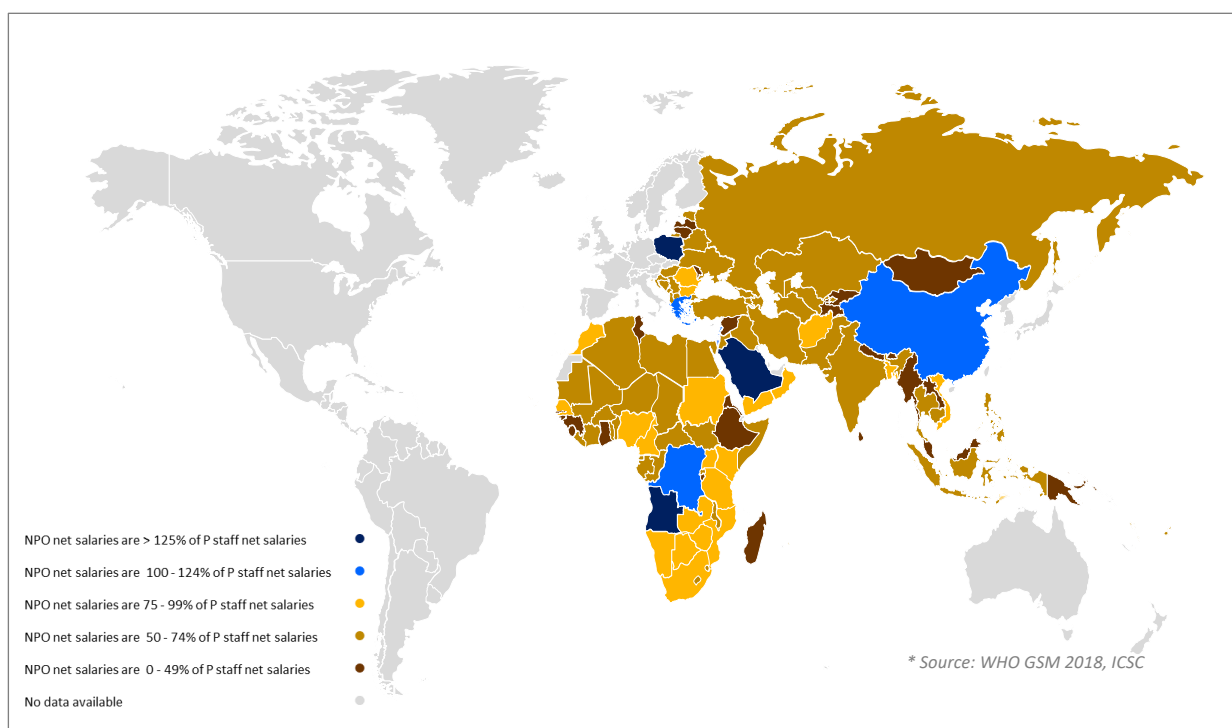 NPO net salaries are > 125% of P staff net salaries
NPO net salaries are 100 - 124% of P staff net salaries
NPO net salaries are 75 - 99% of P staff net salaries
NPO net salaries are 50 - 74% of P staff net salaries
NPO net salaries are 0 - 49% of P staff net salaries
No data available
* Source: WHO GSM 2018, ICSC